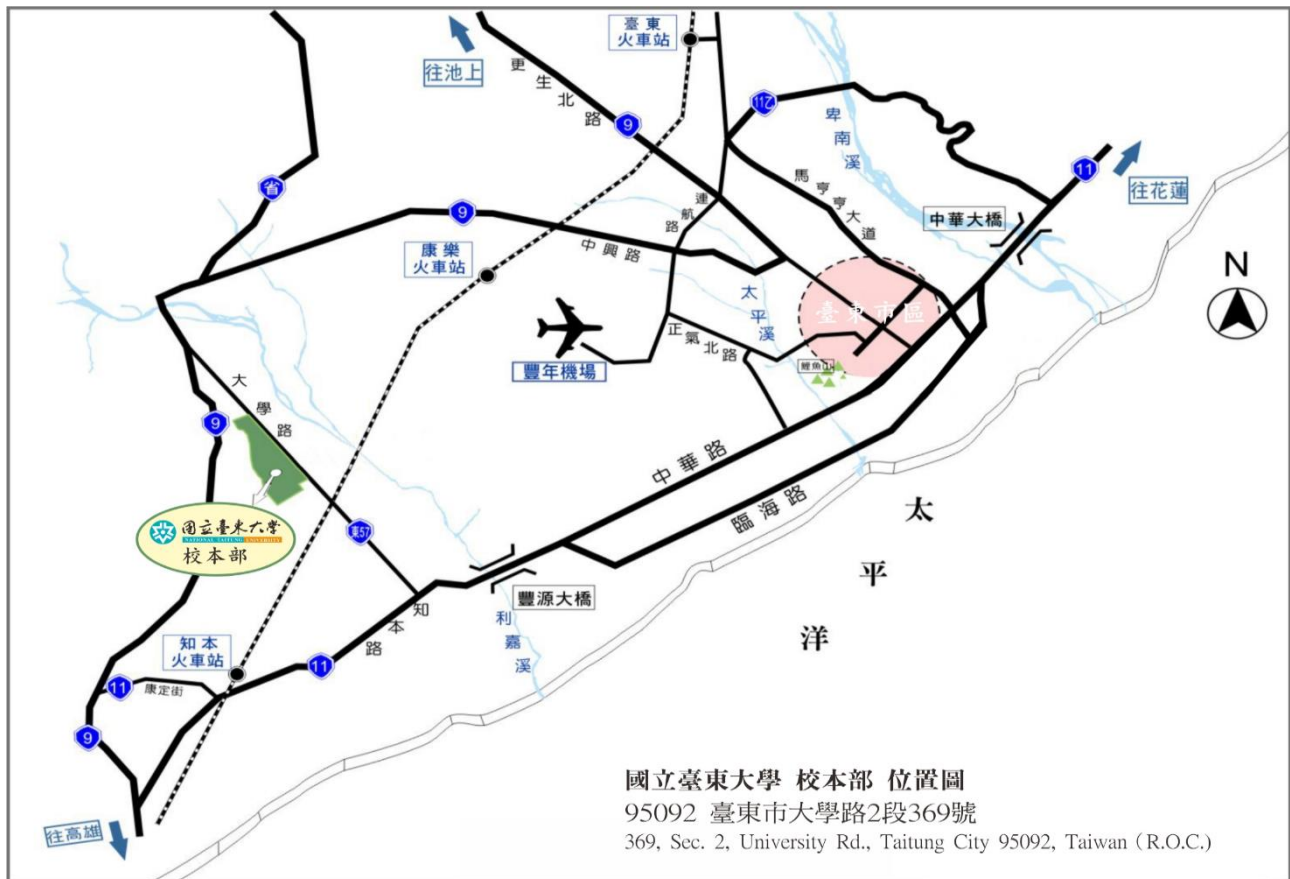 臺東
火車站
往池上
更生北路
9
11乙
卑南溪
11
往花蓮
省
馬亨亨大道
連航路
中華大橋
9
中興路
康樂
火車站
N
太平溪
臺東市區
正氣北路
鯉魚山
豐年機場
大學路
9
中華路
臨海路
太平洋
國立臺東大學
NATIONAL TAITUNG UNIVERSITY
校本部
東57
豐源大橋
知本路
利嘉溪
知本
火車站
11
11
康定街
9
往高雄
國立臺東大學 校本部 位置圖
95092 臺東市大學路2段369號
369, Sec. 2, University Rd., Taitung City 95092, Taiwan (R.O.C.)